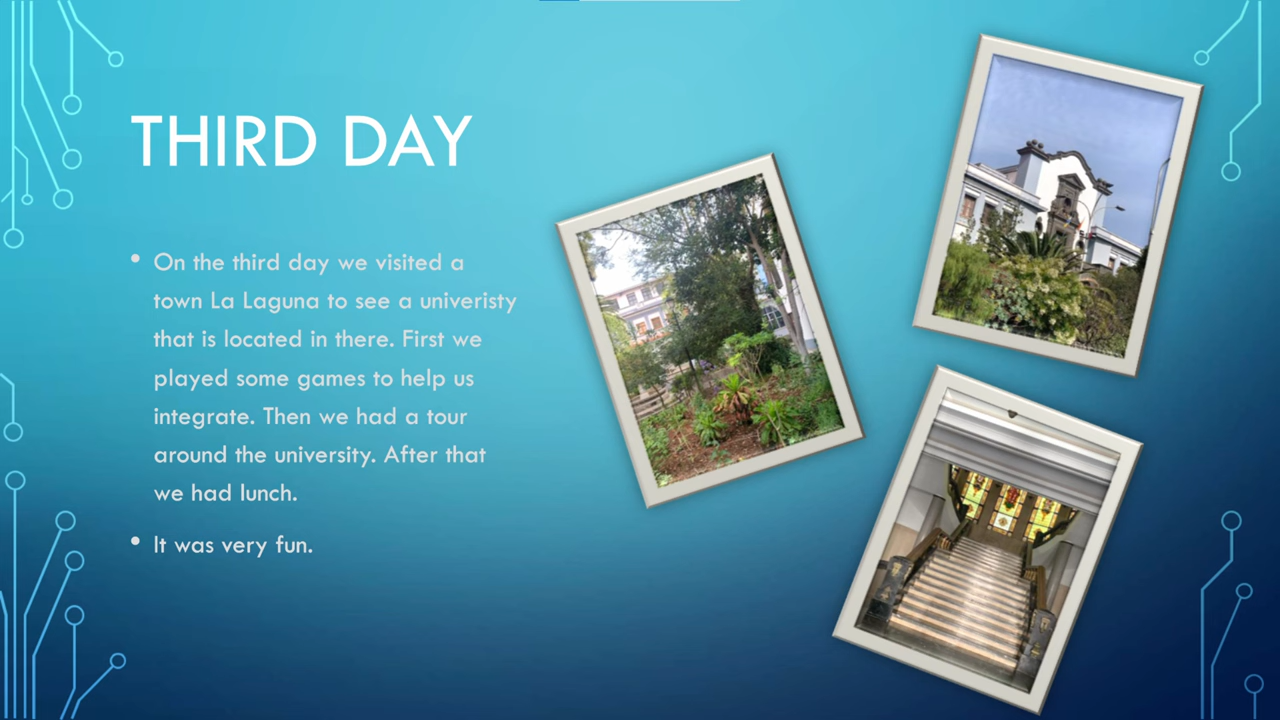 THIRD DAY
• On the third day we visited a
town La Laguna to see a univeristy
that is located in there. First we
played some games to help us
integrate. Then we had a tour
around the university. After that
we had lunch.
• It was very fun.